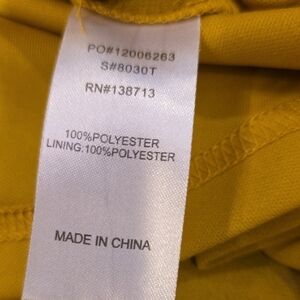 PO#12006263
S#8030T
RN#138713
100%POLYESTER
LINING:100%POLYESTER
MADE IN CHINA